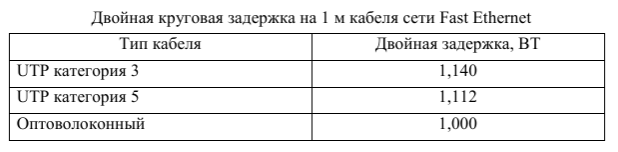 Двойная круговая задержка на 1 м кабеля сети Fast Ethernet
Тип кабеля Двойная задержка, BT
UTP категория 3 1,140
UTP категория 5 1,112
Оптоволоконный 1,000